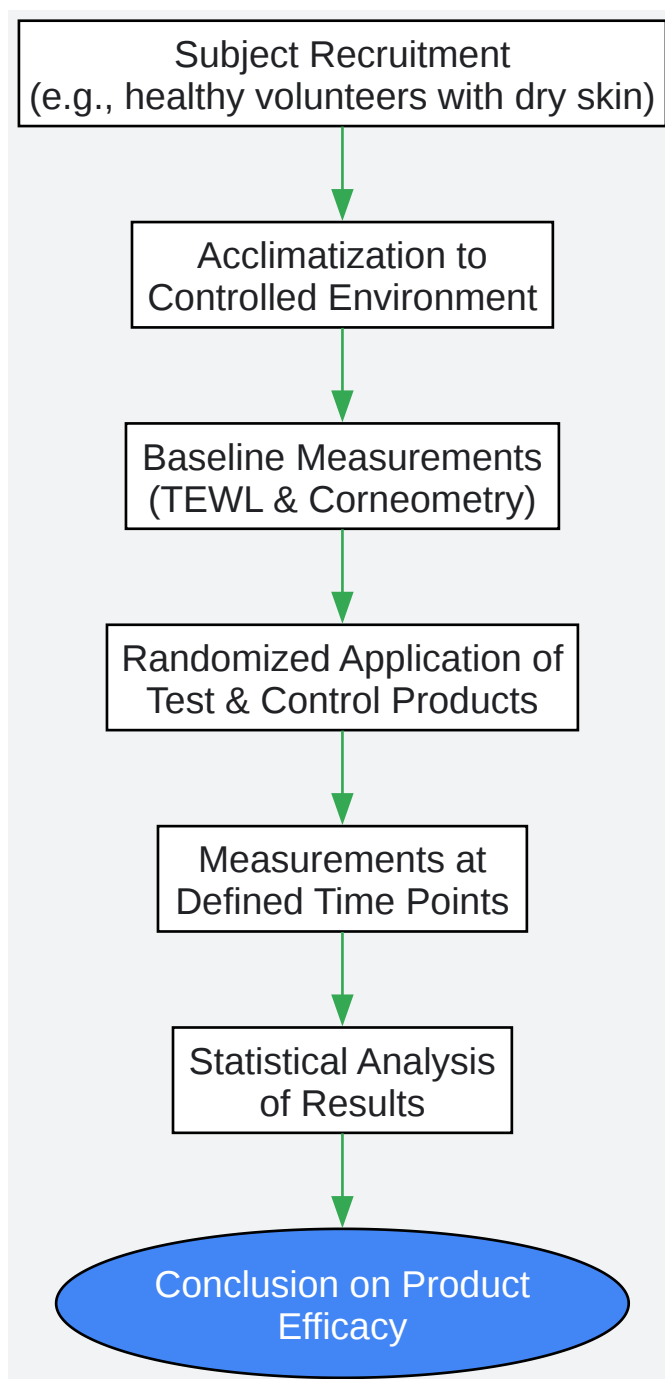 Subject Recruitment
(e.g., healthy volunteers with dry skin)
Acclimatization to
Controlled Environment
Baseline Measurements
(TEWL & Corneometry)
Randomized Application of
Test & Control Products
Measurements at
Defined Time Points
Statistical Analysis
of Results
Conclusion on Product
Efficacy